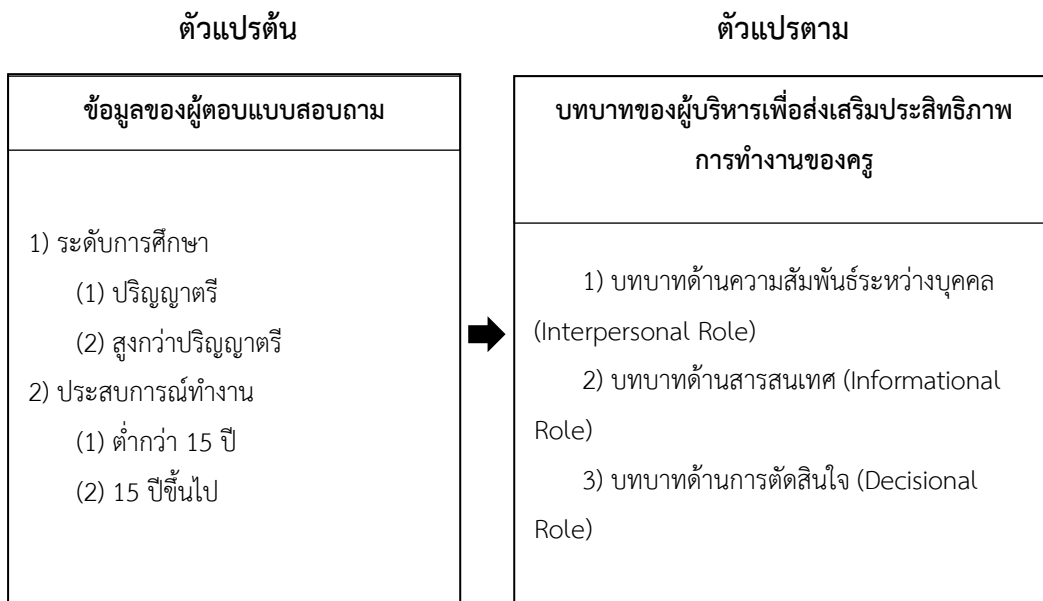 ตัวแปรต้น
ข้อมูลของผู้ตอบแบบสอบถาม
1) ระดับการศึกษา
(1) ปริญญาตรี
(2) สูงกว่าปริญญาตรี
2) ประสบการณ์ทำงาน
(1) ต่ำกว่า 15 ปี
(2) 15 ปีขึ้นไป
ตัวแปรตาม
บทบาทของผู้บริหารเพื่อส่งเสริมประสิทธิภาพ
การทำงานของครู
1) บทบาทด้านความสัมพันธ์ระหว่างบุคคล
(Interpersonal Role)
2) บทบาทด้านสารสนเทศ (Informational
Role)
3) บทบาทด้านการตัดสินใจ (Decisional
Role)